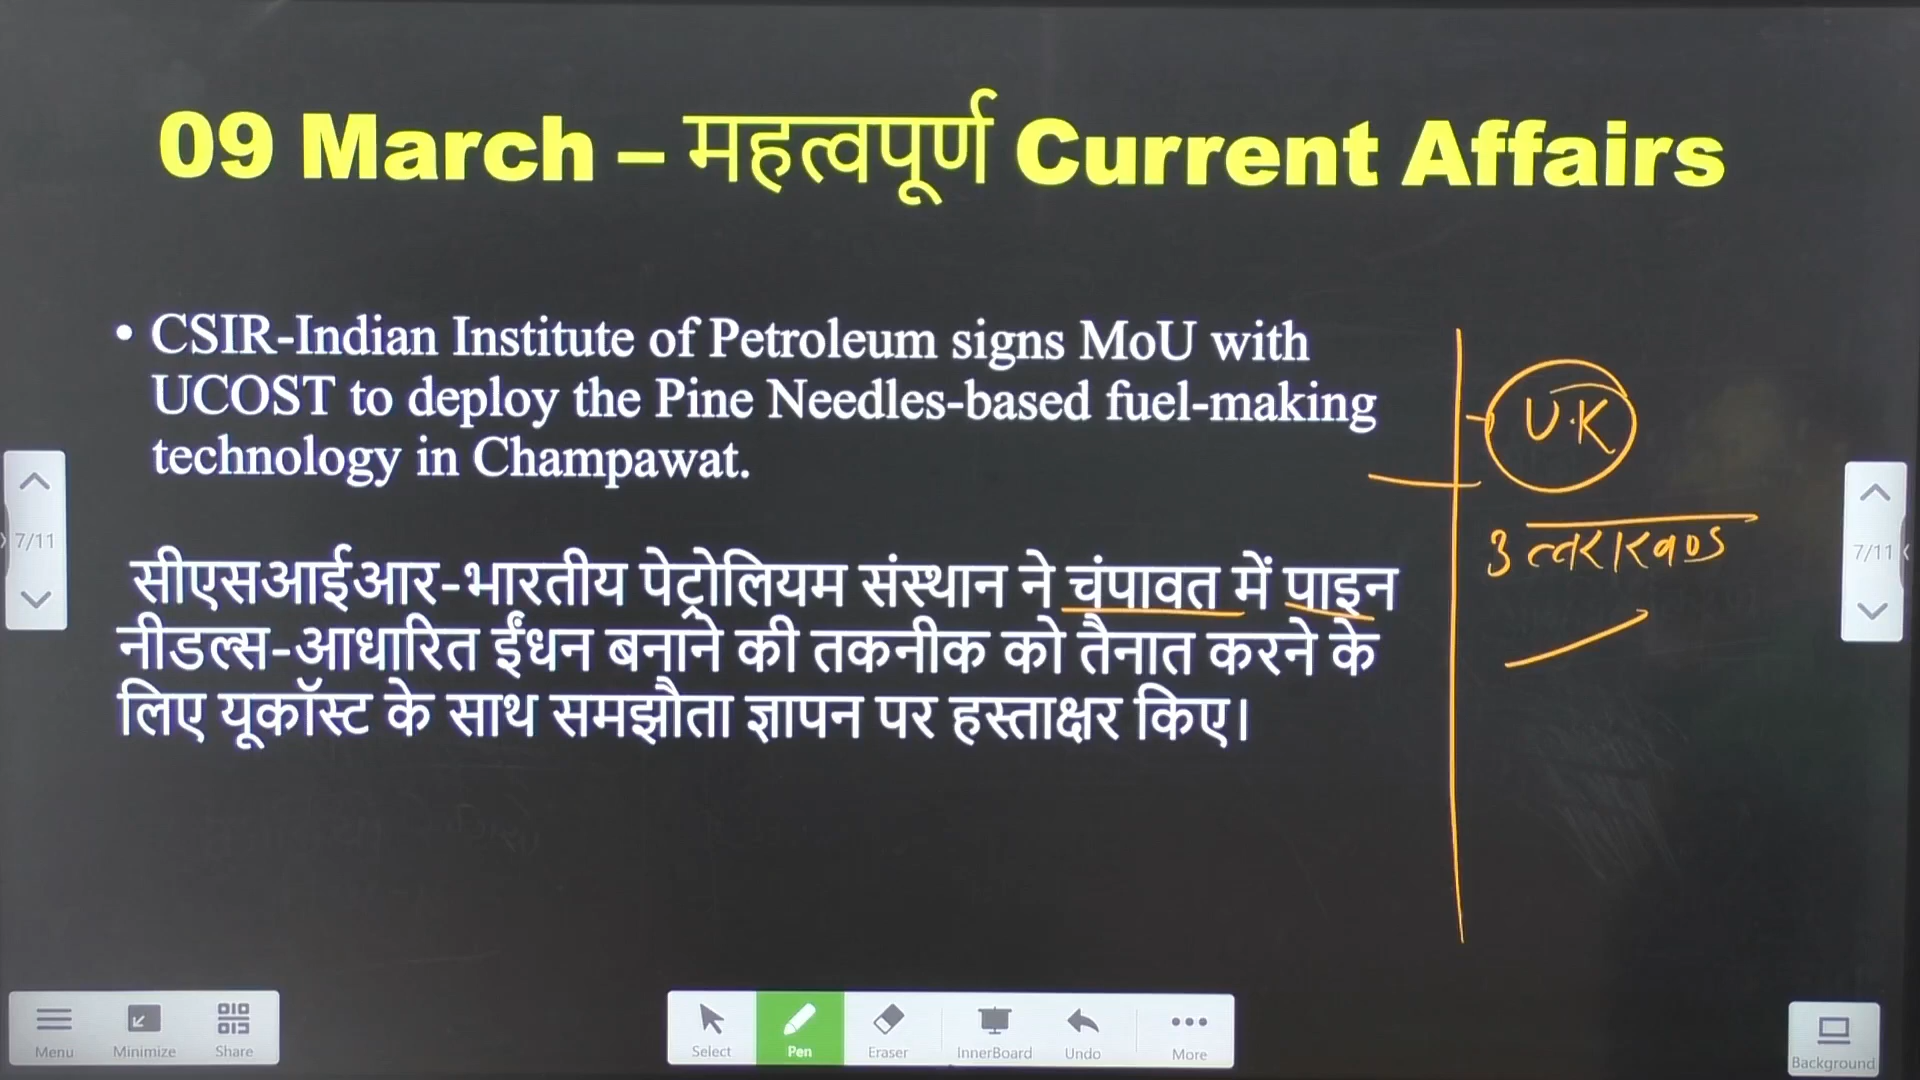 09 March – महत्वपूर्ण Current Affairs
• CSIR-Indian Institute of Petroleum signs MoU with
UCOST to deploy the Pine Needles-based fuel-making
technology in Champawat.
सीएसआईआर-भारतीय पेट्रोलियम संस्थान ने चंपावत में पाइन
नीडल्स-आधारित ईंधन बनाने की तकनीक को तैनात करने के
लिए यूकॉस्ट के साथ समझौता ज्ञापन पर हस्ताक्षर किए।
U.K
उत्तराखण्ड
7/11
7/11
Menu
Minimize
Share
Select
Pen
Eraser
InnerBoard
Undo
More
Background